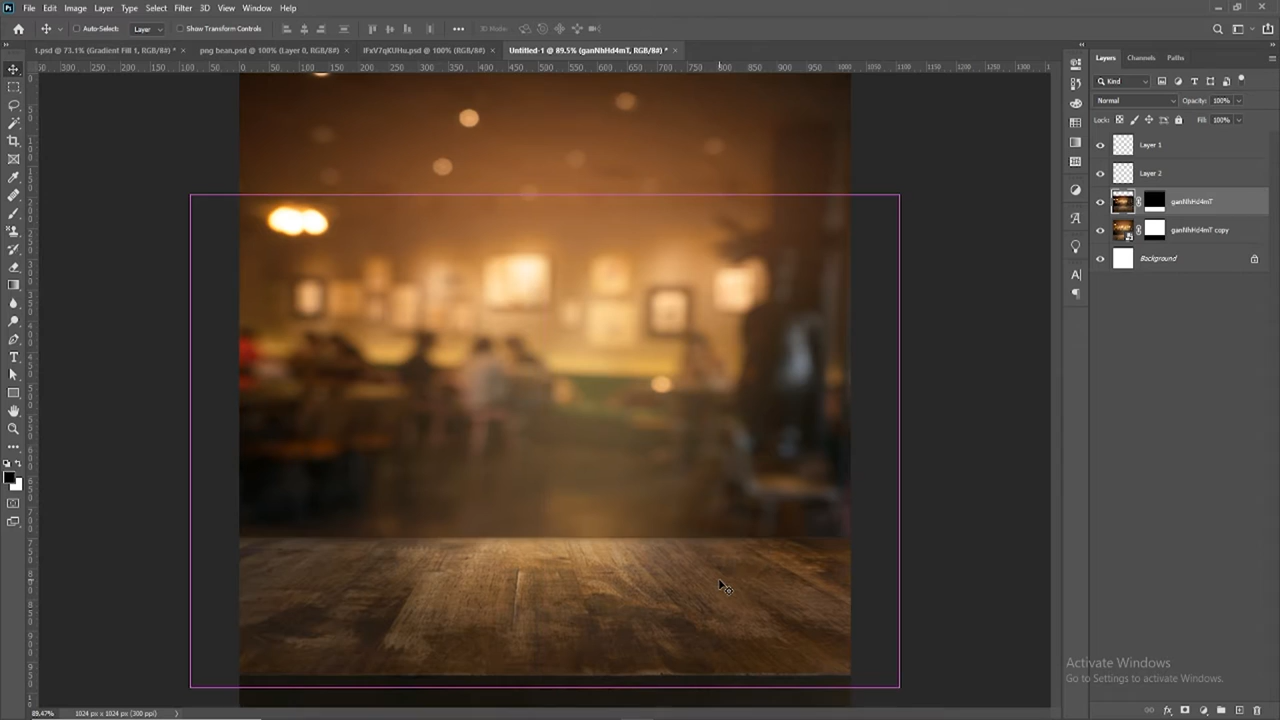 Ps File Edit Image Layer Type Select Filter 3D View Window Help
Auto-Select: Layer Show Transform Controls 3D Mode:
1.psd @ 73.1% (Gradient Fill 1, RGB/8#) * × png bean.psd @ 100% (Layer 0, RGB/8#) × IFxV7qKUHu.psd @ 100% (RGB/8#) × Untitled-1 @ 89.5% (ganNhHd4mT, RGB/8#) * ×
Layers Channels Paths
Kind
Normal Opacity: 100%
Lock: Fill: 100%
Layer 1
Layer 2
ganNhHd4mT
ganNhHd4mT copy
Background
Activate Windows
Go to Settings to activate Windows.
89.47% 1024 px x 1024 px (300 ppi)